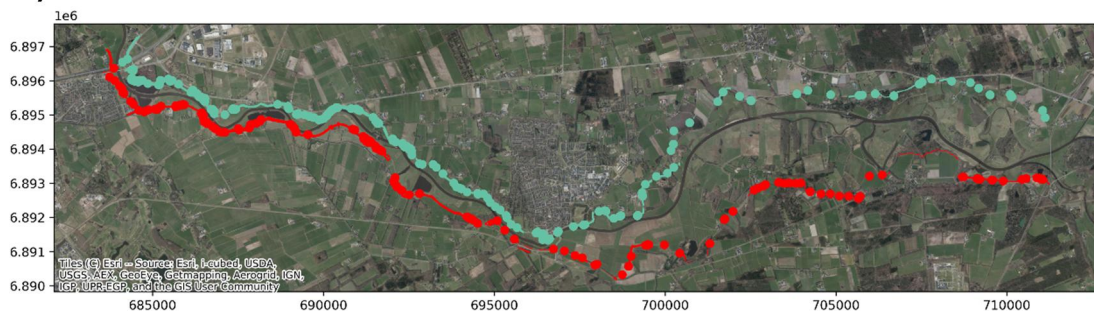 1e6
6.897
6.896
6.895
6.894
6.893
6.892
6.891
6.890
Tiles (C) Esri -- Source: Esri, i-cubed, USDA,
USGS, AEX, GeoEye, Getmapping, Aerogrid, IGN,
IGP, UPR-EGP, and the GIS User Community
685000 690000 695000 700000 705000 710000